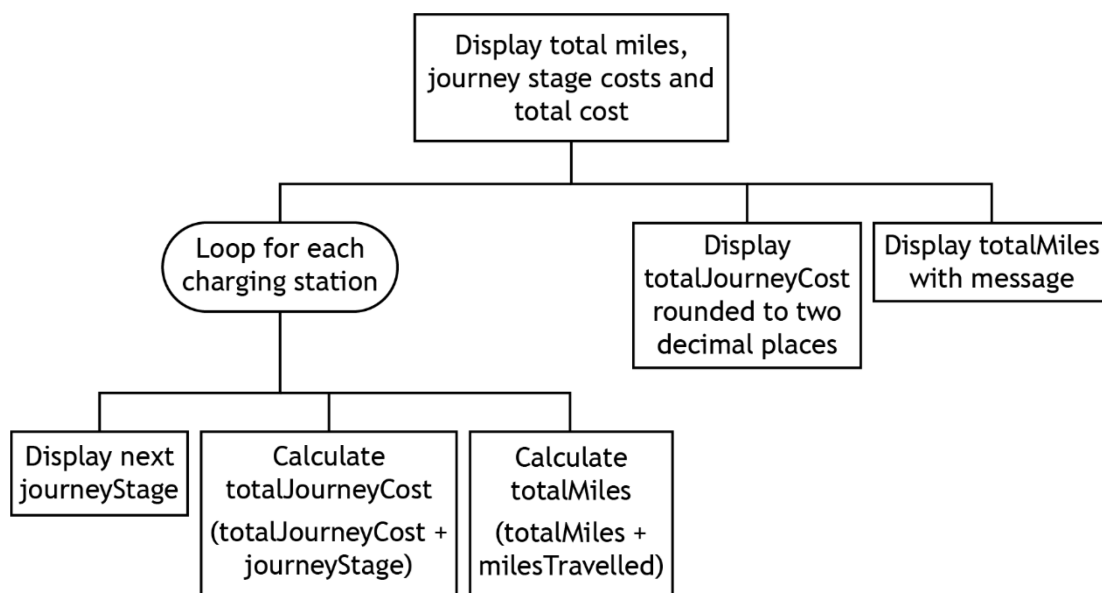 Display total miles,
journey stage costs and
total cost
Loop for each
charging station
Display
totalJourneyCost
rounded to two
decimal places
Display totalMiles
with message
Display next
journeyStage
Calculate
totalJourneyCost
(totalJourneyCost +
journeyStage)
Calculate
totalMiles
(totalMiles +
milesTravelled)